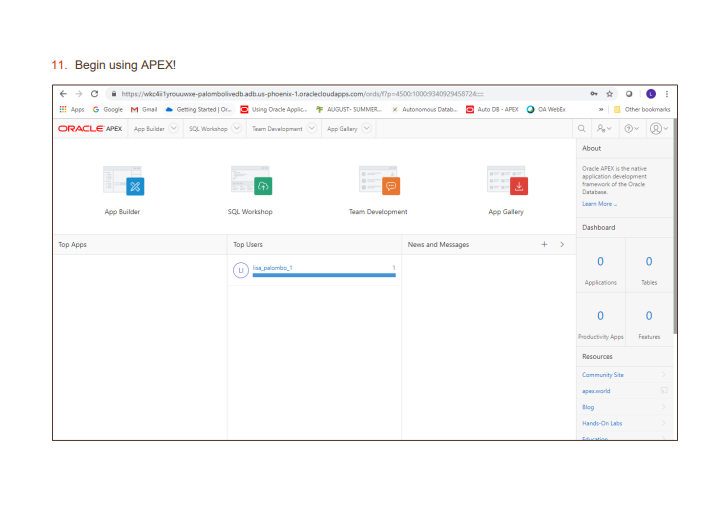 11. Begin using APEX!
https://wkc4ii1yrouuwxe-palombolivedb.adb.us-phoenix-1.oraclecloudapps.com/ords/f?p=4500:1000:9340929458724:::::
Apps Google Gmail Getting Started | Or... Using Oracle Applic... AUGUST- SUMMER... Autonomous Datab... Auto DB - APEX OA WebEx » Other bookmarks
ORACLE APEX App Builder SQL Workshop Team Development App Gallery
About
Oracle APEX is the native
application development
framework of the Oracle
Database.
Learn More ..
App Builder SQL Workshop Team Development App Gallery
Dashboard
Top Apps Top Users News and Messages
LI lisa_palombo_1 1
0 0
Applications Tables
0 0
Productivity Apps Features
Resources
Community Site
apex.world
Blog
Hands-On Labs
Education